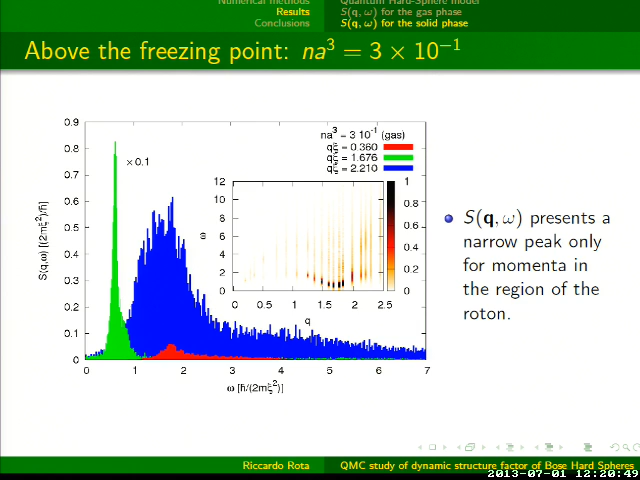 Numerical methods
Results
Conclusions
Quantum Hard-Sphere model
S(q, ω) for the gas phase
S(q, ω) for the solid phase
Above the freezing point: na³ = 3 × 10⁻¹
0.9
0.8
0.7
0.6
0.5
0.4
0.3
0.2
0.1
0
S(q,ω) [(2mξ²)/ħ]
×0.1
na³ = 3 10⁻¹ (gas)
qξ = 0.360
qξ = 1.676
qξ = 2.210
12
10
8
6
4
2
0
ω
0 0.5 1 1.5 2 2.5
q
1
0.8
0.6
0.4
0.2
0
0 1 2 3 4 5 6 7
ω [ħ/(2mξ²)]
S(q, ω) presents a
narrow peak only
for momenta in
the region of the
roton.
Riccardo Rota
QMC study of dynamic structure factor of Bose Hard Spheres
2013-07-01 12:20:49